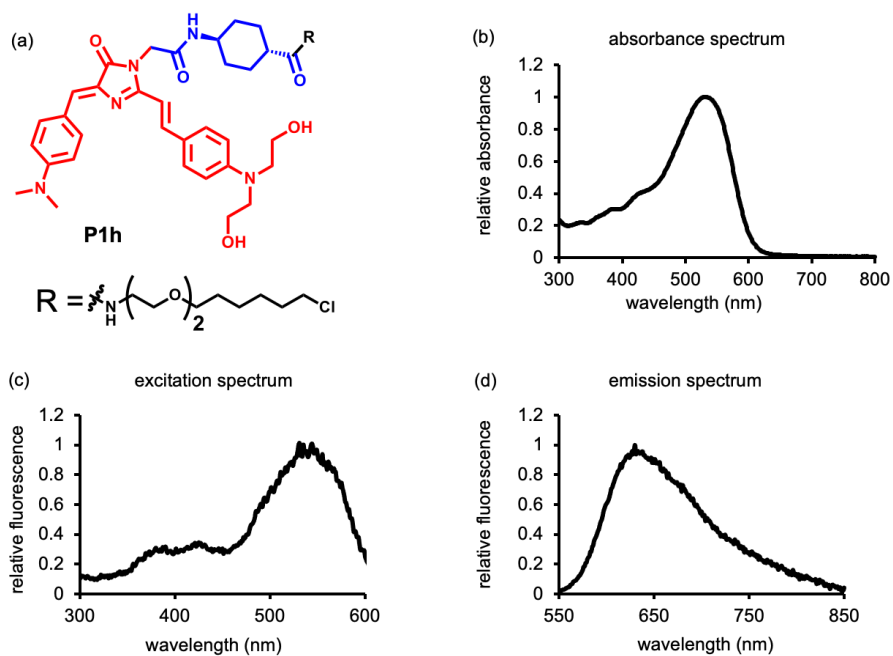 (a)
O
N
N
H
N
O
R
O
N
N
OH
OH
P1h
R =
N
H
(
O
)
2
Cl
(b) absorbance spectrum
relative absorbance
1.2
1
0.8
0.6
0.4
0.2
0
300 400 500 600 700 800
wavelength (nm)
(c) excitation spectrum
relative fluorescence
1.2
1
0.8
0.6
0.4
0.2
0
300 400 500 600
wavelength (nm)
(d) emission spectrum
relative fluorescence
1.2
1
0.8
0.6
0.4
0.2
0
550 650 750 850
wavelength (nm)